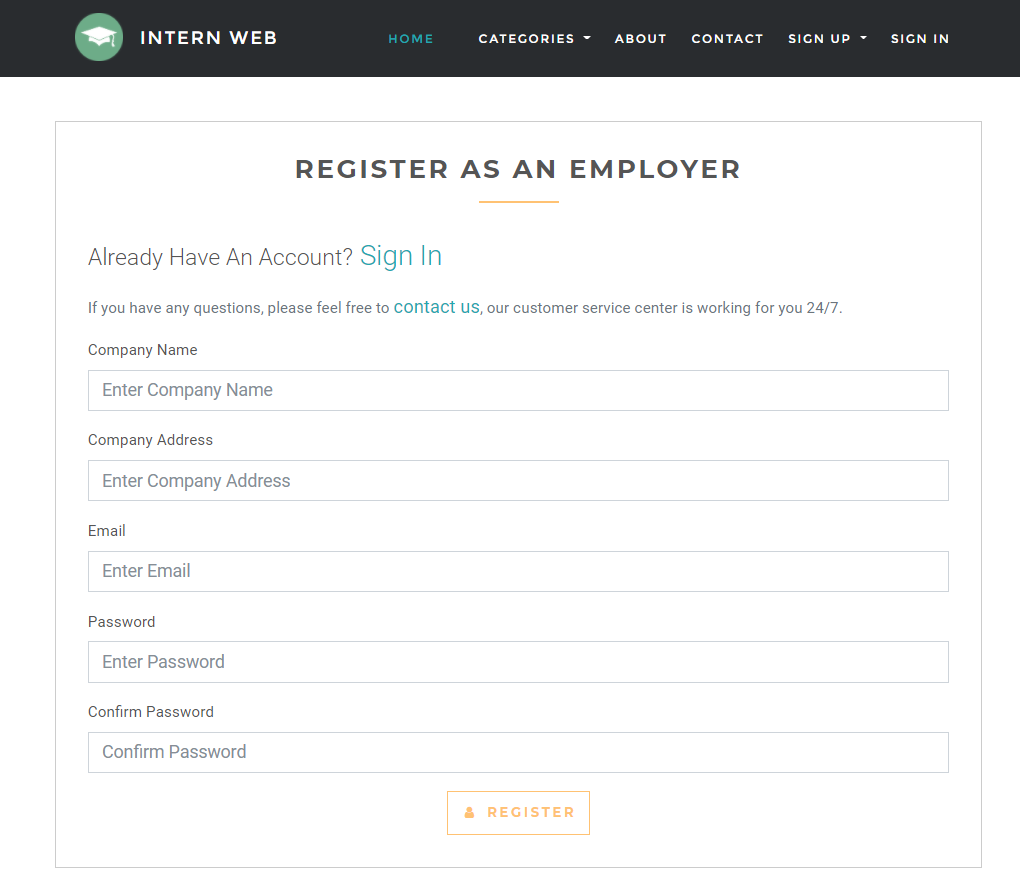 INTERN WEB HOME CATEGORIES ABOUT CONTACT SIGN UP SIGN IN
REGISTER AS AN EMPLOYER
Already Have An Account? Sign In
If you have any questions, please feel free to contact us, our customer service center is working for you 24/7.
Company Name
Enter Company Name
Company Address
Enter Company Address
Email
Enter Email
Password
Enter Password
Confirm Password
Confirm Password
REGISTER